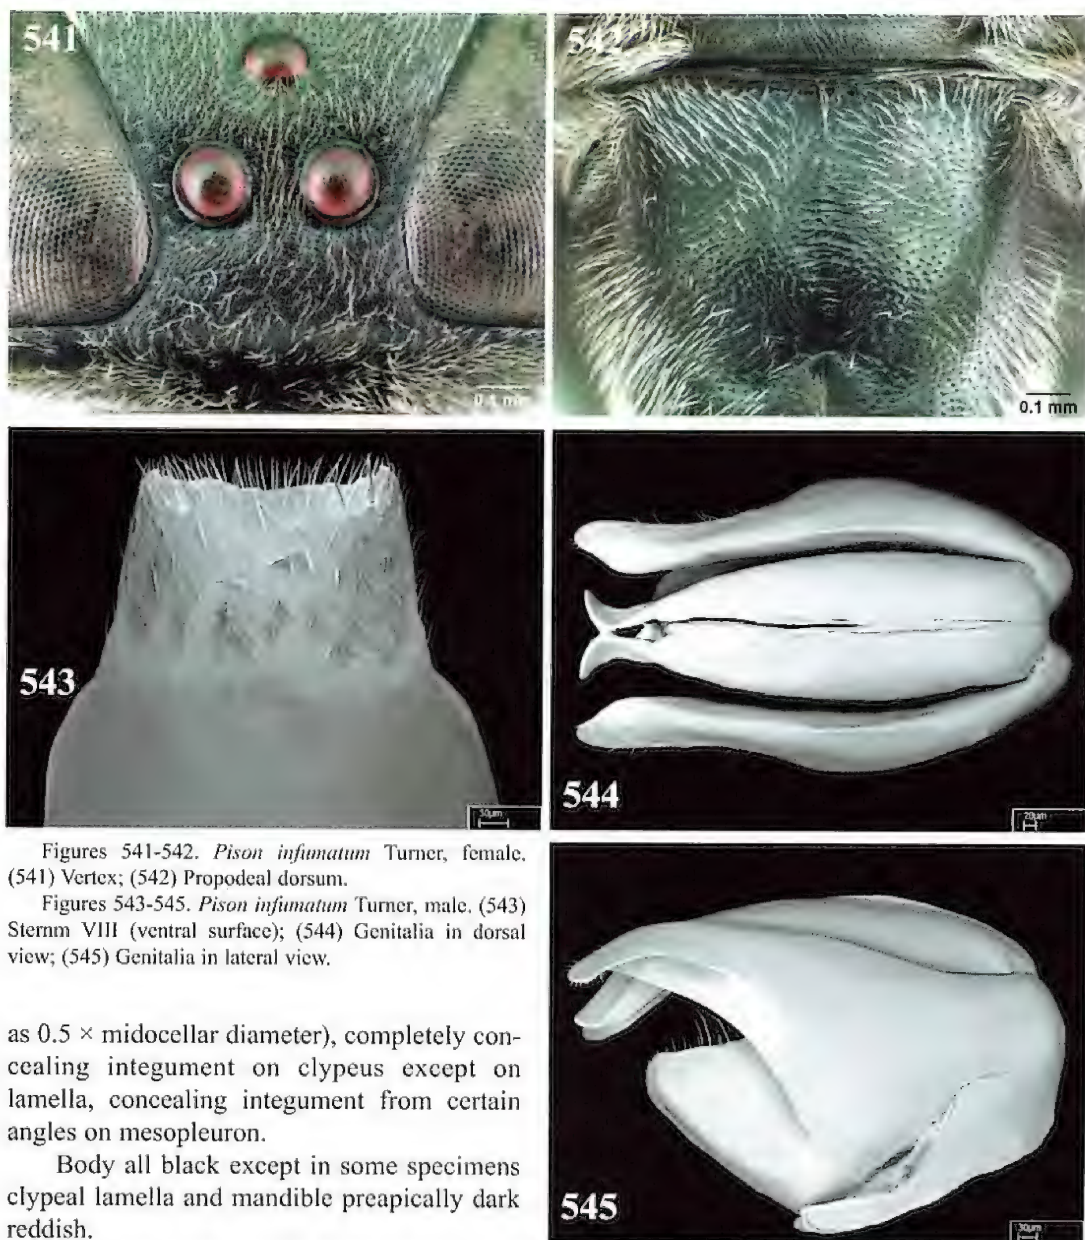 541
542
0.1 mm
0.1 mm
543
30µm
544
20µm
Figures 541-542. Pison infumatum Turner, female.
(541) Vertex; (542) Propodeal dorsum.
Figures 543-545. Pison infumatum Turner, male. (543)
Sternm VIII (ventral surface); (544) Genitalia in dorsal
view; (545) Genitalia in lateral view.
as 0.5 × midocellar diameter), completely con-
cealing integument on clypeus except on
lamella, concealing integument from certain
angles on mesopleuron.
Body all black except in some specimens
clypeal lamella and mandible preapically dark
reddish.
545
30µm